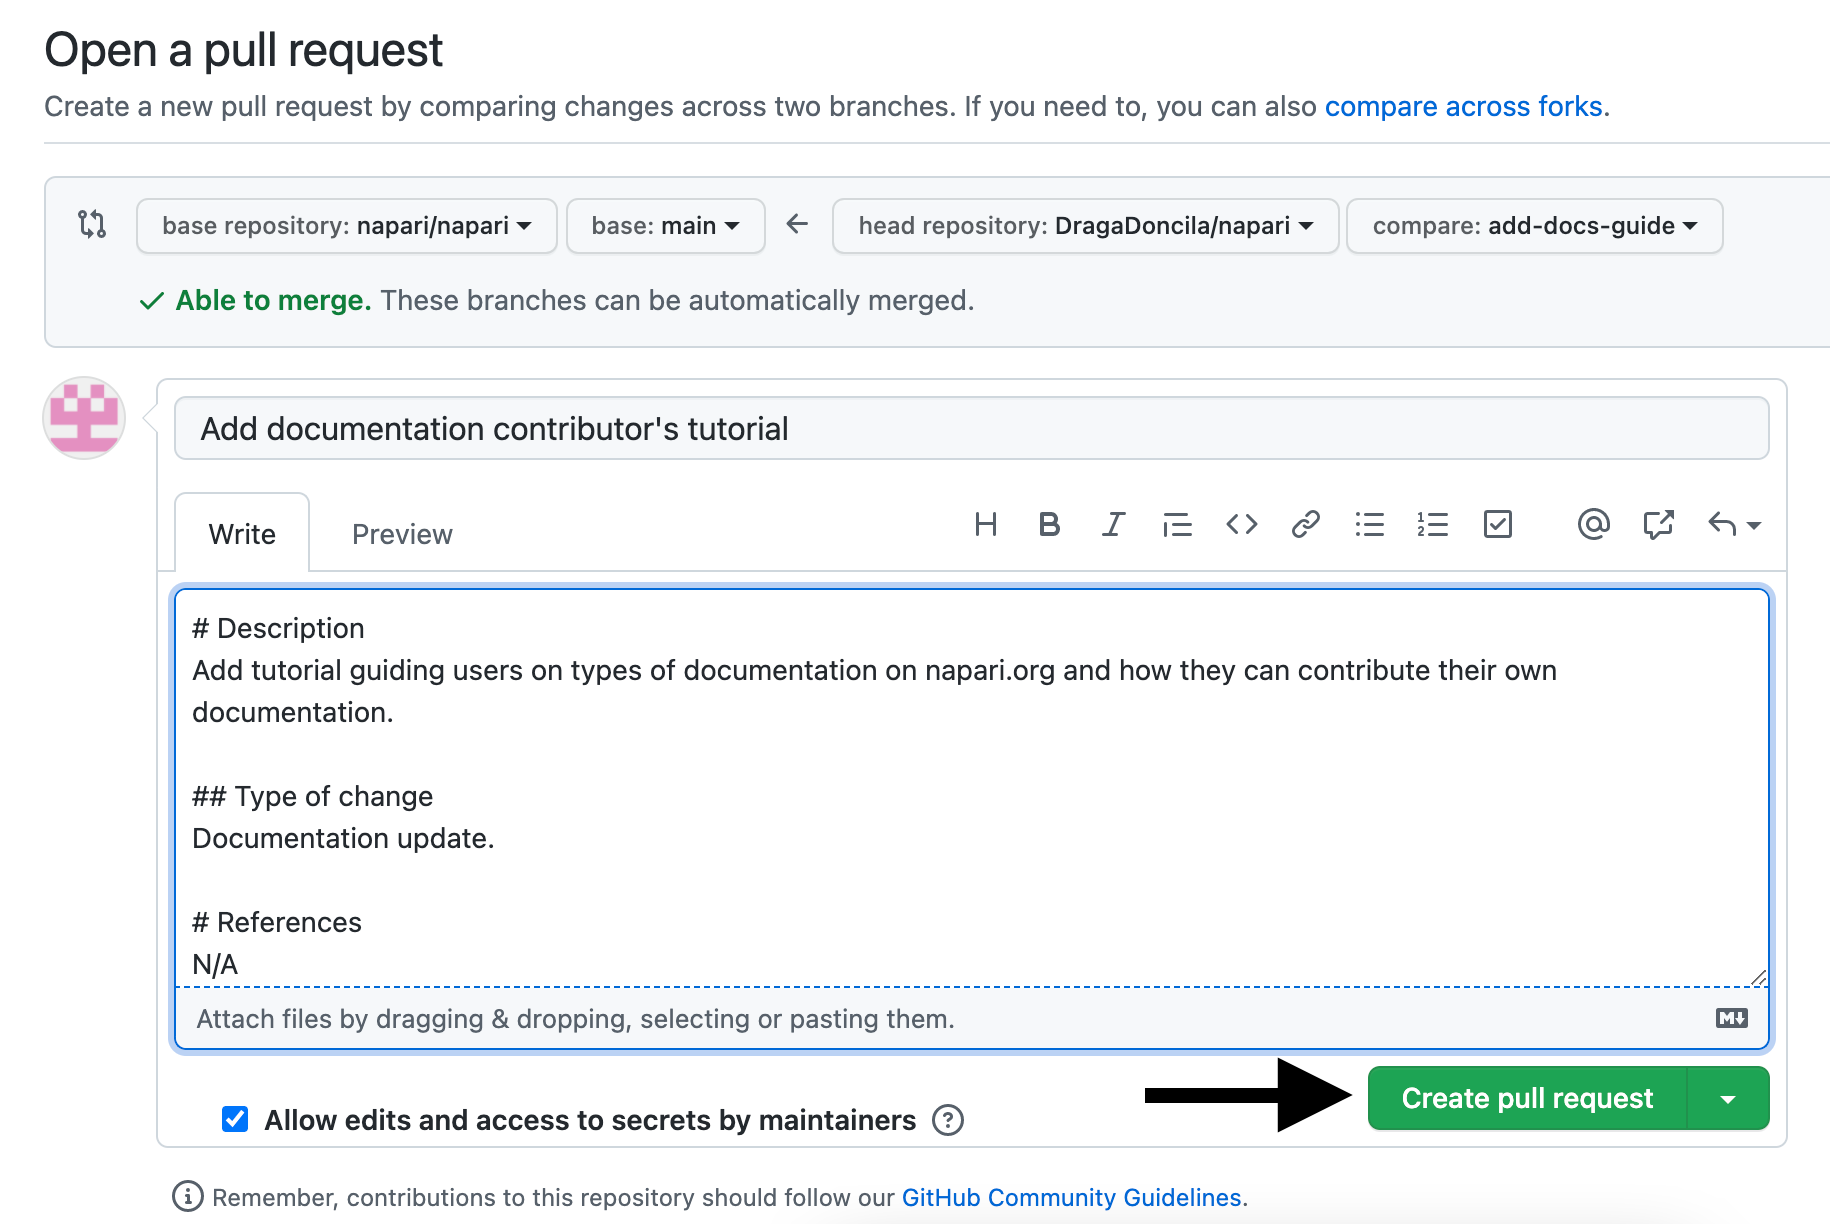 Open a pull request
Create a new pull request by comparing changes across two branches. If you need to, you can also compare across forks.
base repository: napari/napari base: main head repository: DragaDoncila/napari compare: add-docs-guide
Able to merge. These branches can be automatically merged.
Add documentation contributor's tutorial
Write Preview
# Description
Add tutorial guiding users on types of documentation on napari.org and how they can contribute their own
documentation.
## Type of change
Documentation update.
# References
N/A
Attach files by dragging & dropping, selecting or pasting them.
Create pull request
Allow edits and access to secrets by maintainers
Remember, contributions to this repository should follow our GitHub Community Guidelines.